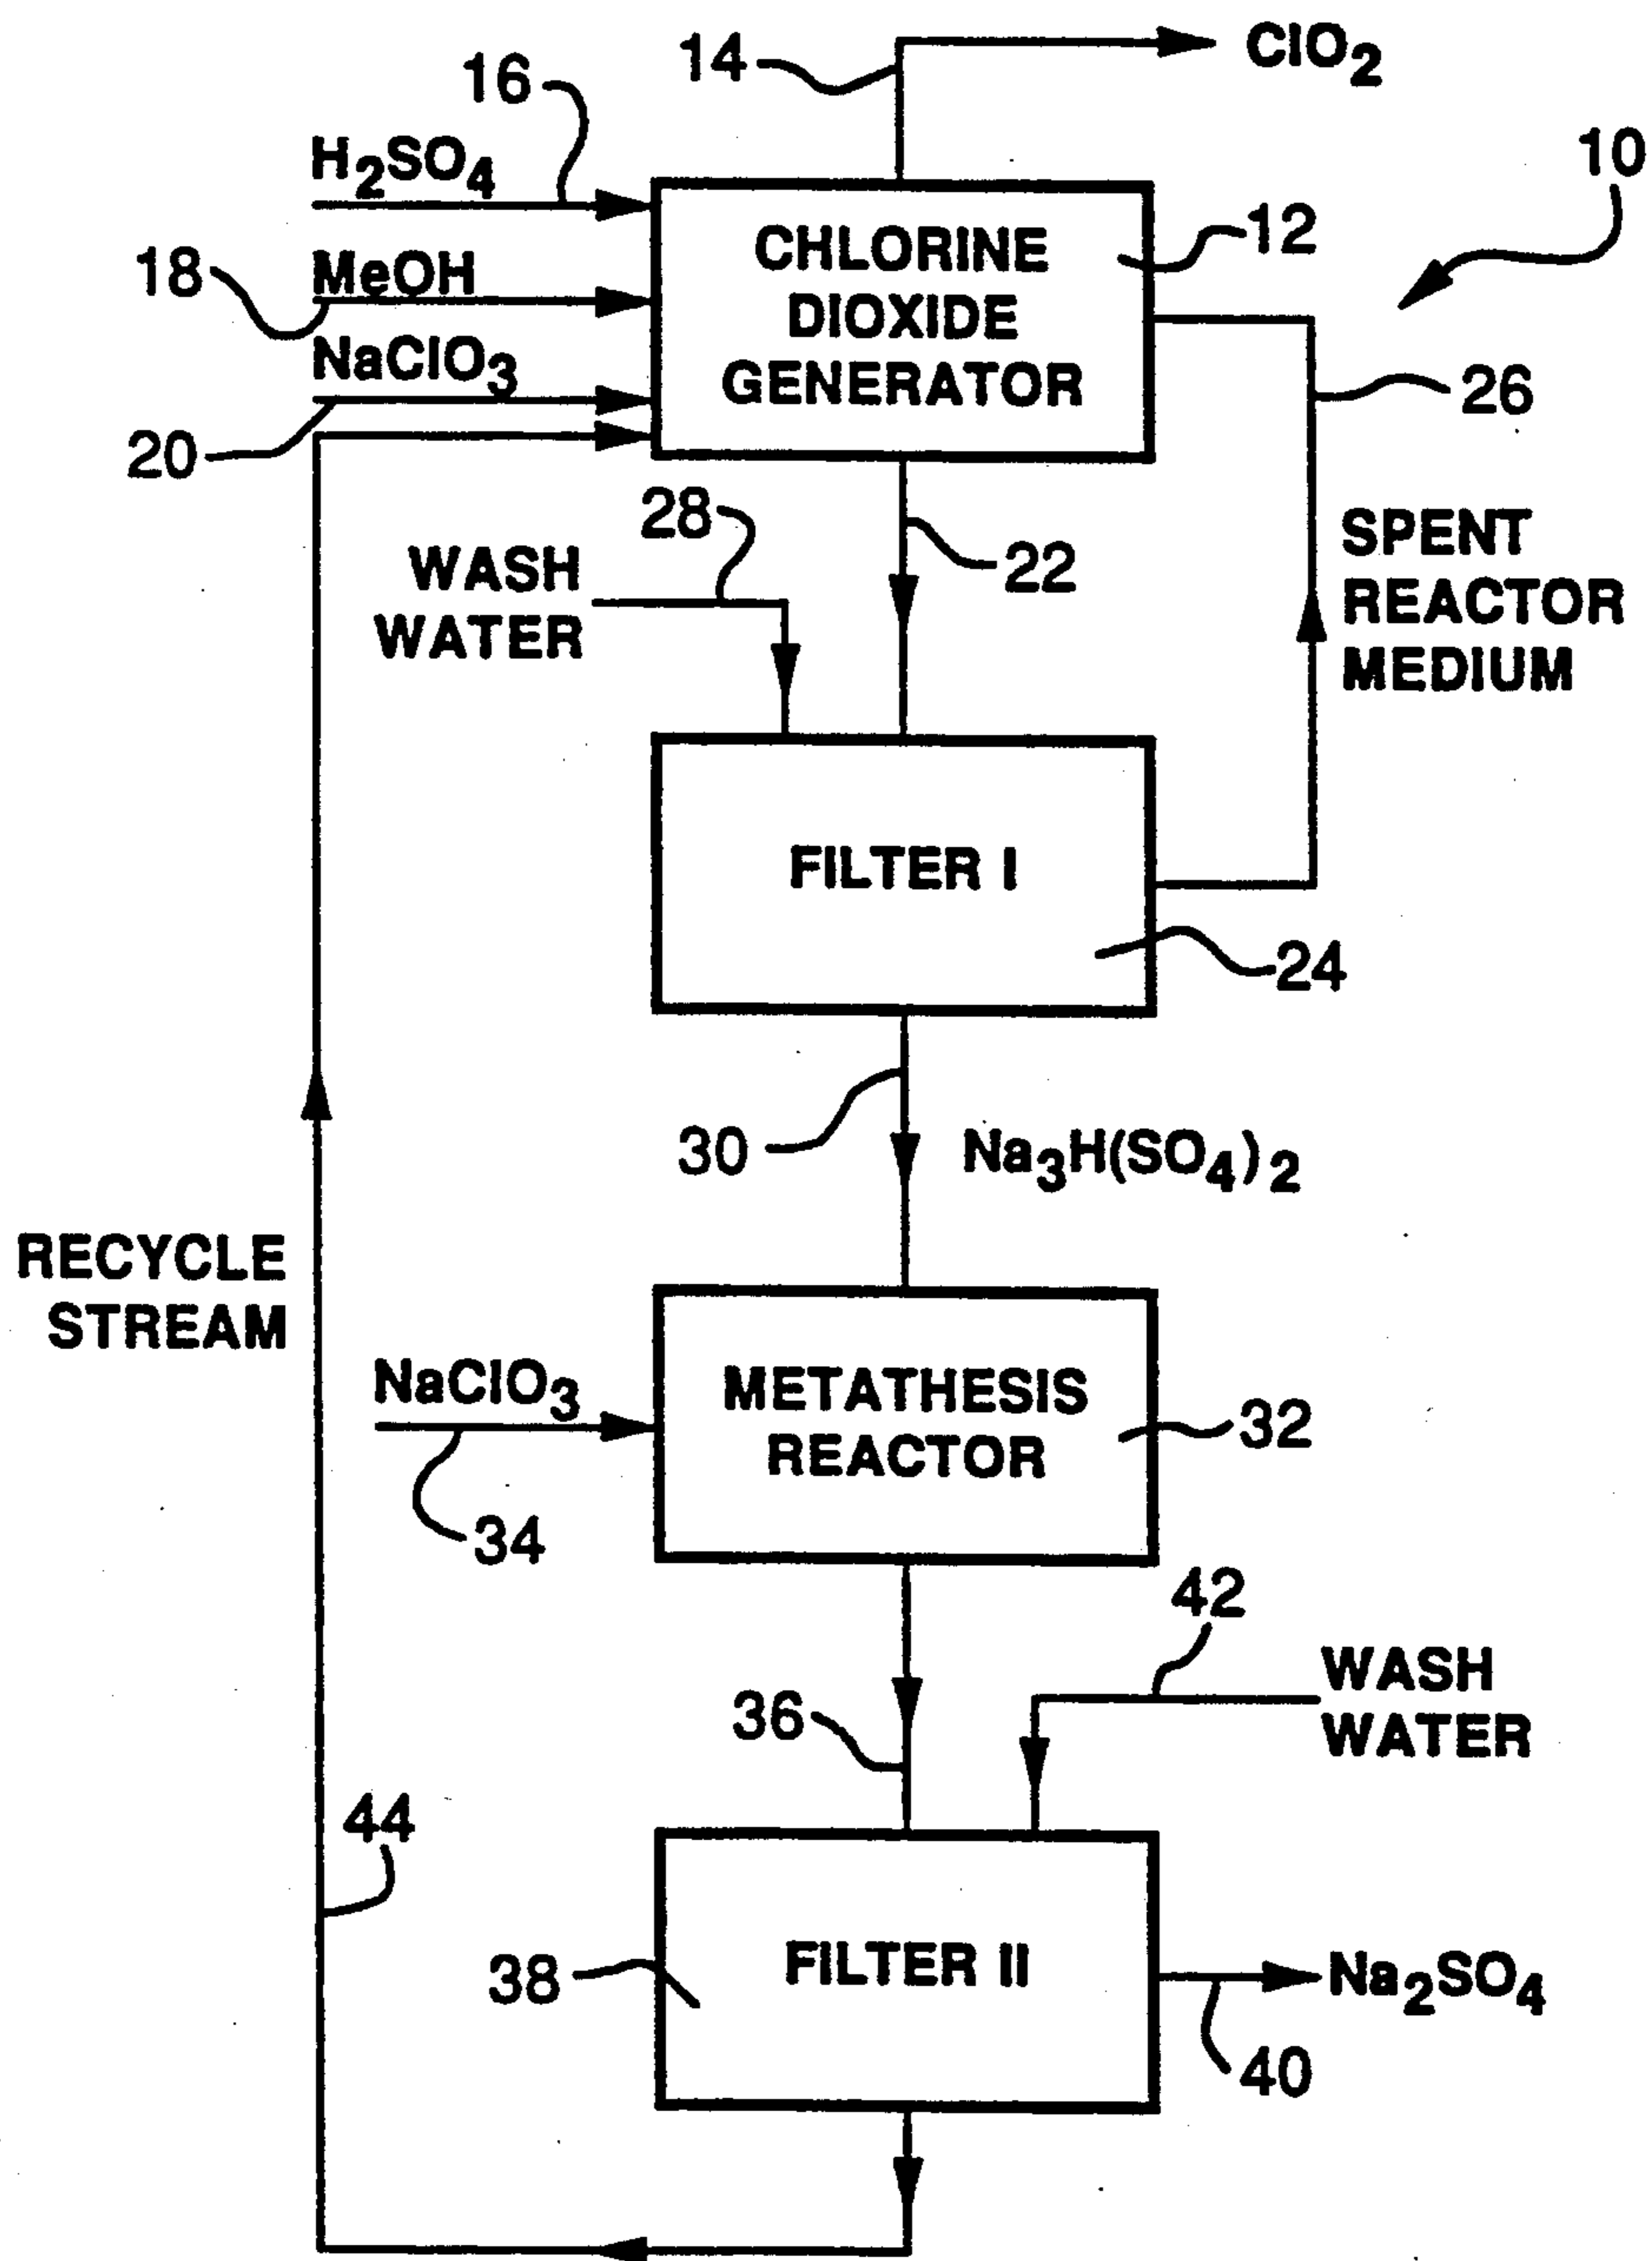 14
ClO2
16
10
H2SO4
CHLORINE
DIOXIDE
GENERATOR
12
18
MeOH
NaClO3
26
20
28
WASH
WATER
22
SPENT
REACTOR
MEDIUM
FILTER I
24
30
Na3H(SO4)2
RECYCLE
STREAM
NaClO3
METATHESIS
REACTOR
32
34
42
WASH
WATER
36
44
FILTER II
38
Na2SO4
40